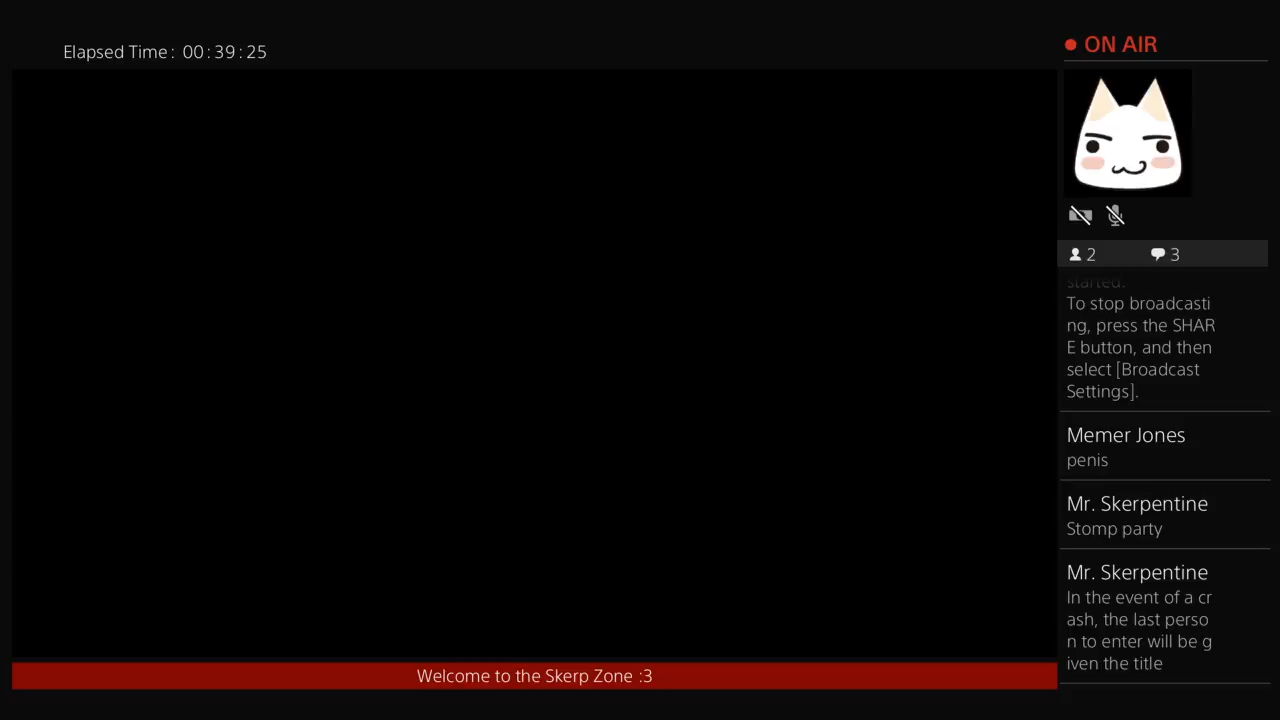 Elapsed Time: 00:39:25
ON AIR
2 3
started.
To stop broadcasti
ng, press the SHAR
E button, and then
select [Broadcast
Settings].
Memer Jones
penis
Mr. Skerpentine
Stomp party
Mr. Skerpentine
In the event of a cr
ash, the last perso
n to enter will be g
iven the title
Welcome to the Skerp Zone :3